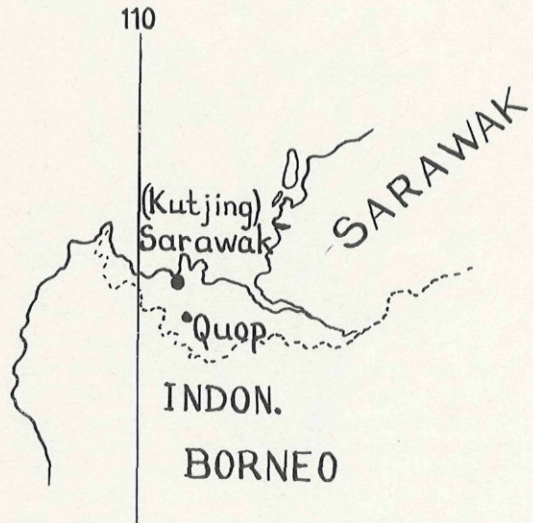 110
SARAWAK
(Kutjing)
Sarawak
Quop
INDON.
BORNEO